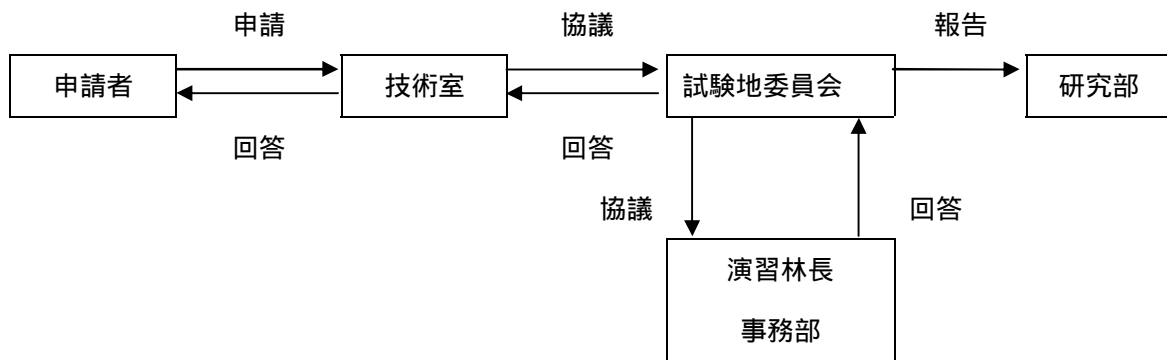 申請
協議
報告
申請者
技術室
試験地委員会
研究部
回答
回答
協議
回答
演習林長
事務部